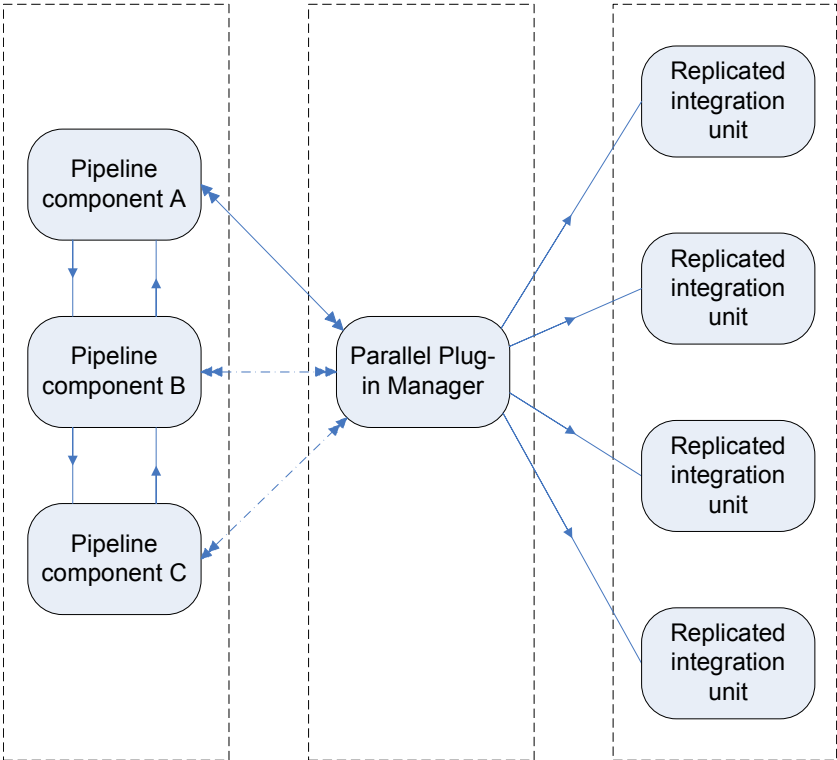 Pipeline
component A
Pipeline
component B
Pipeline
component C
Parallel Plug-
in Manager
Replicated
integration
unit
Replicated
integration
unit
Replicated
integration
unit
Replicated
integration
unit